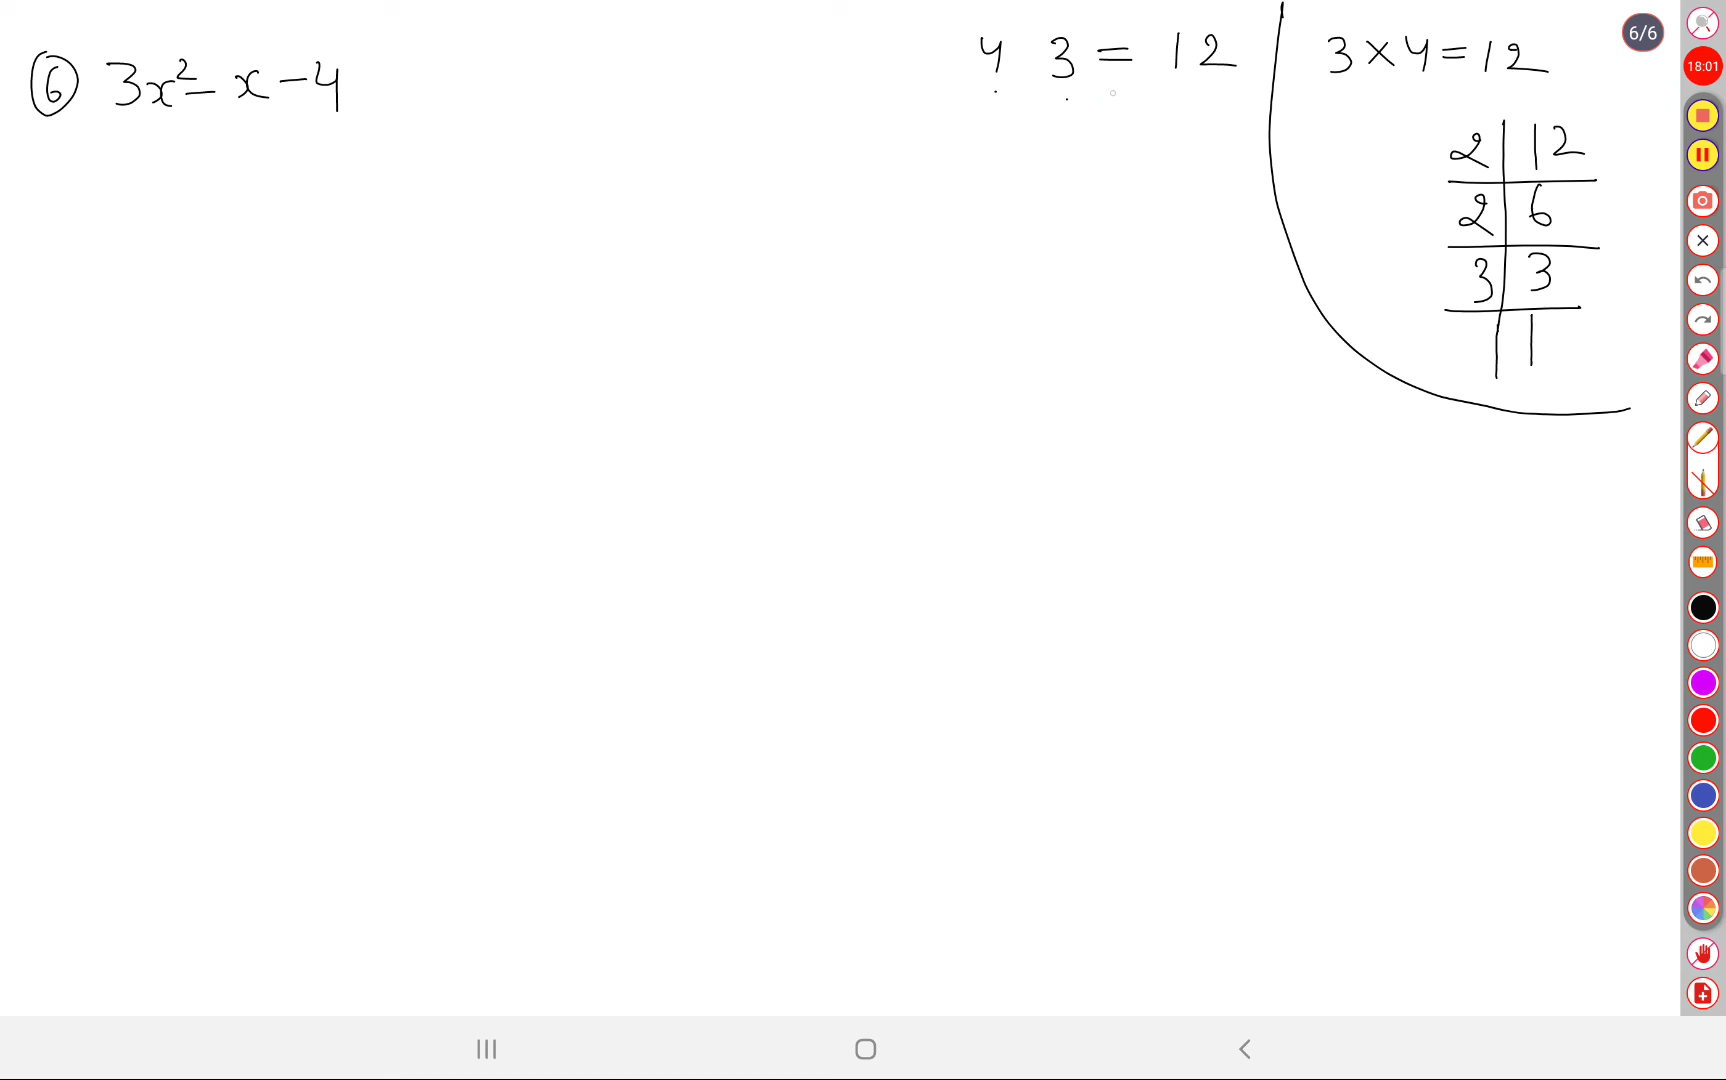 ⑥ 3x² - x - 4
4 3 = 12
3 × 4 = 12
2 | 12
2 | 6
3 | 3
| 1
6/6
18:01